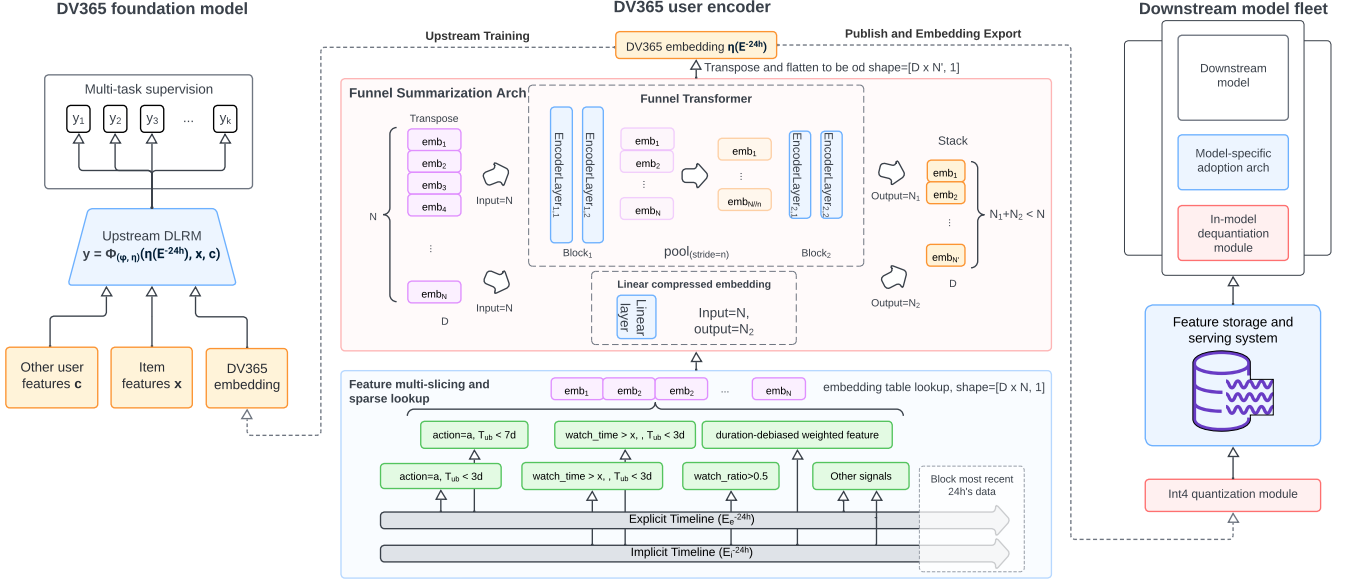 DV365 foundation model
Multi-task supervision
y1 y2 y3 ... yk
Upstream DLRM
y = Φ(φ, η)(η(E-24h), x, c)
Other user
features c
Item
features x
DV365
embedding
DV365 user encoder
Upstream Training
DV365 embedding η(E-24h)
Publish and Embedding Export
Transpose and flatten to be od shape=[D x N', 1]
Funnel Summarization Arch
Transpose
N
emb1
emb2
emb3
emb4
...
embN
D
Input=N
Input=N
Funnel Transformer
EncoderLayer1,1
EncoderLayer1,2
Block1
emb1
emb2
...
embN
pool(stride=n)
emb1
...
embN//n
EncoderLayer2,1
EncoderLayer2,2
Block2
Linear compressed embedding
Linear
layer
Input=N,
output=N2
Output=N1
Output=N2
Stack
emb1
emb2
...
embN'
D
N1+N2 < N
Feature multi-slicing and
sparse lookup
emb1 emb2 emb2 ... embN
embedding table lookup, shape=[D x N, 1]
action=a, Tub < 7d
watch_time > x, , Tub < 3d
duration-debiased weighted feature
action=a, Tub < 3d
watch_time > x, , Tub < 3d
watch_ratio>0.5
Other signals
Block most recent
24h's data
Explicit Timeline (Ee-24h)
Implicit Timeline (Ei-24h)
Downstream model fleet
Downstream
model
Model-specific
adoption arch
In-model
dequantiation
module
Feature storage and
serving system
Int4 quantization module